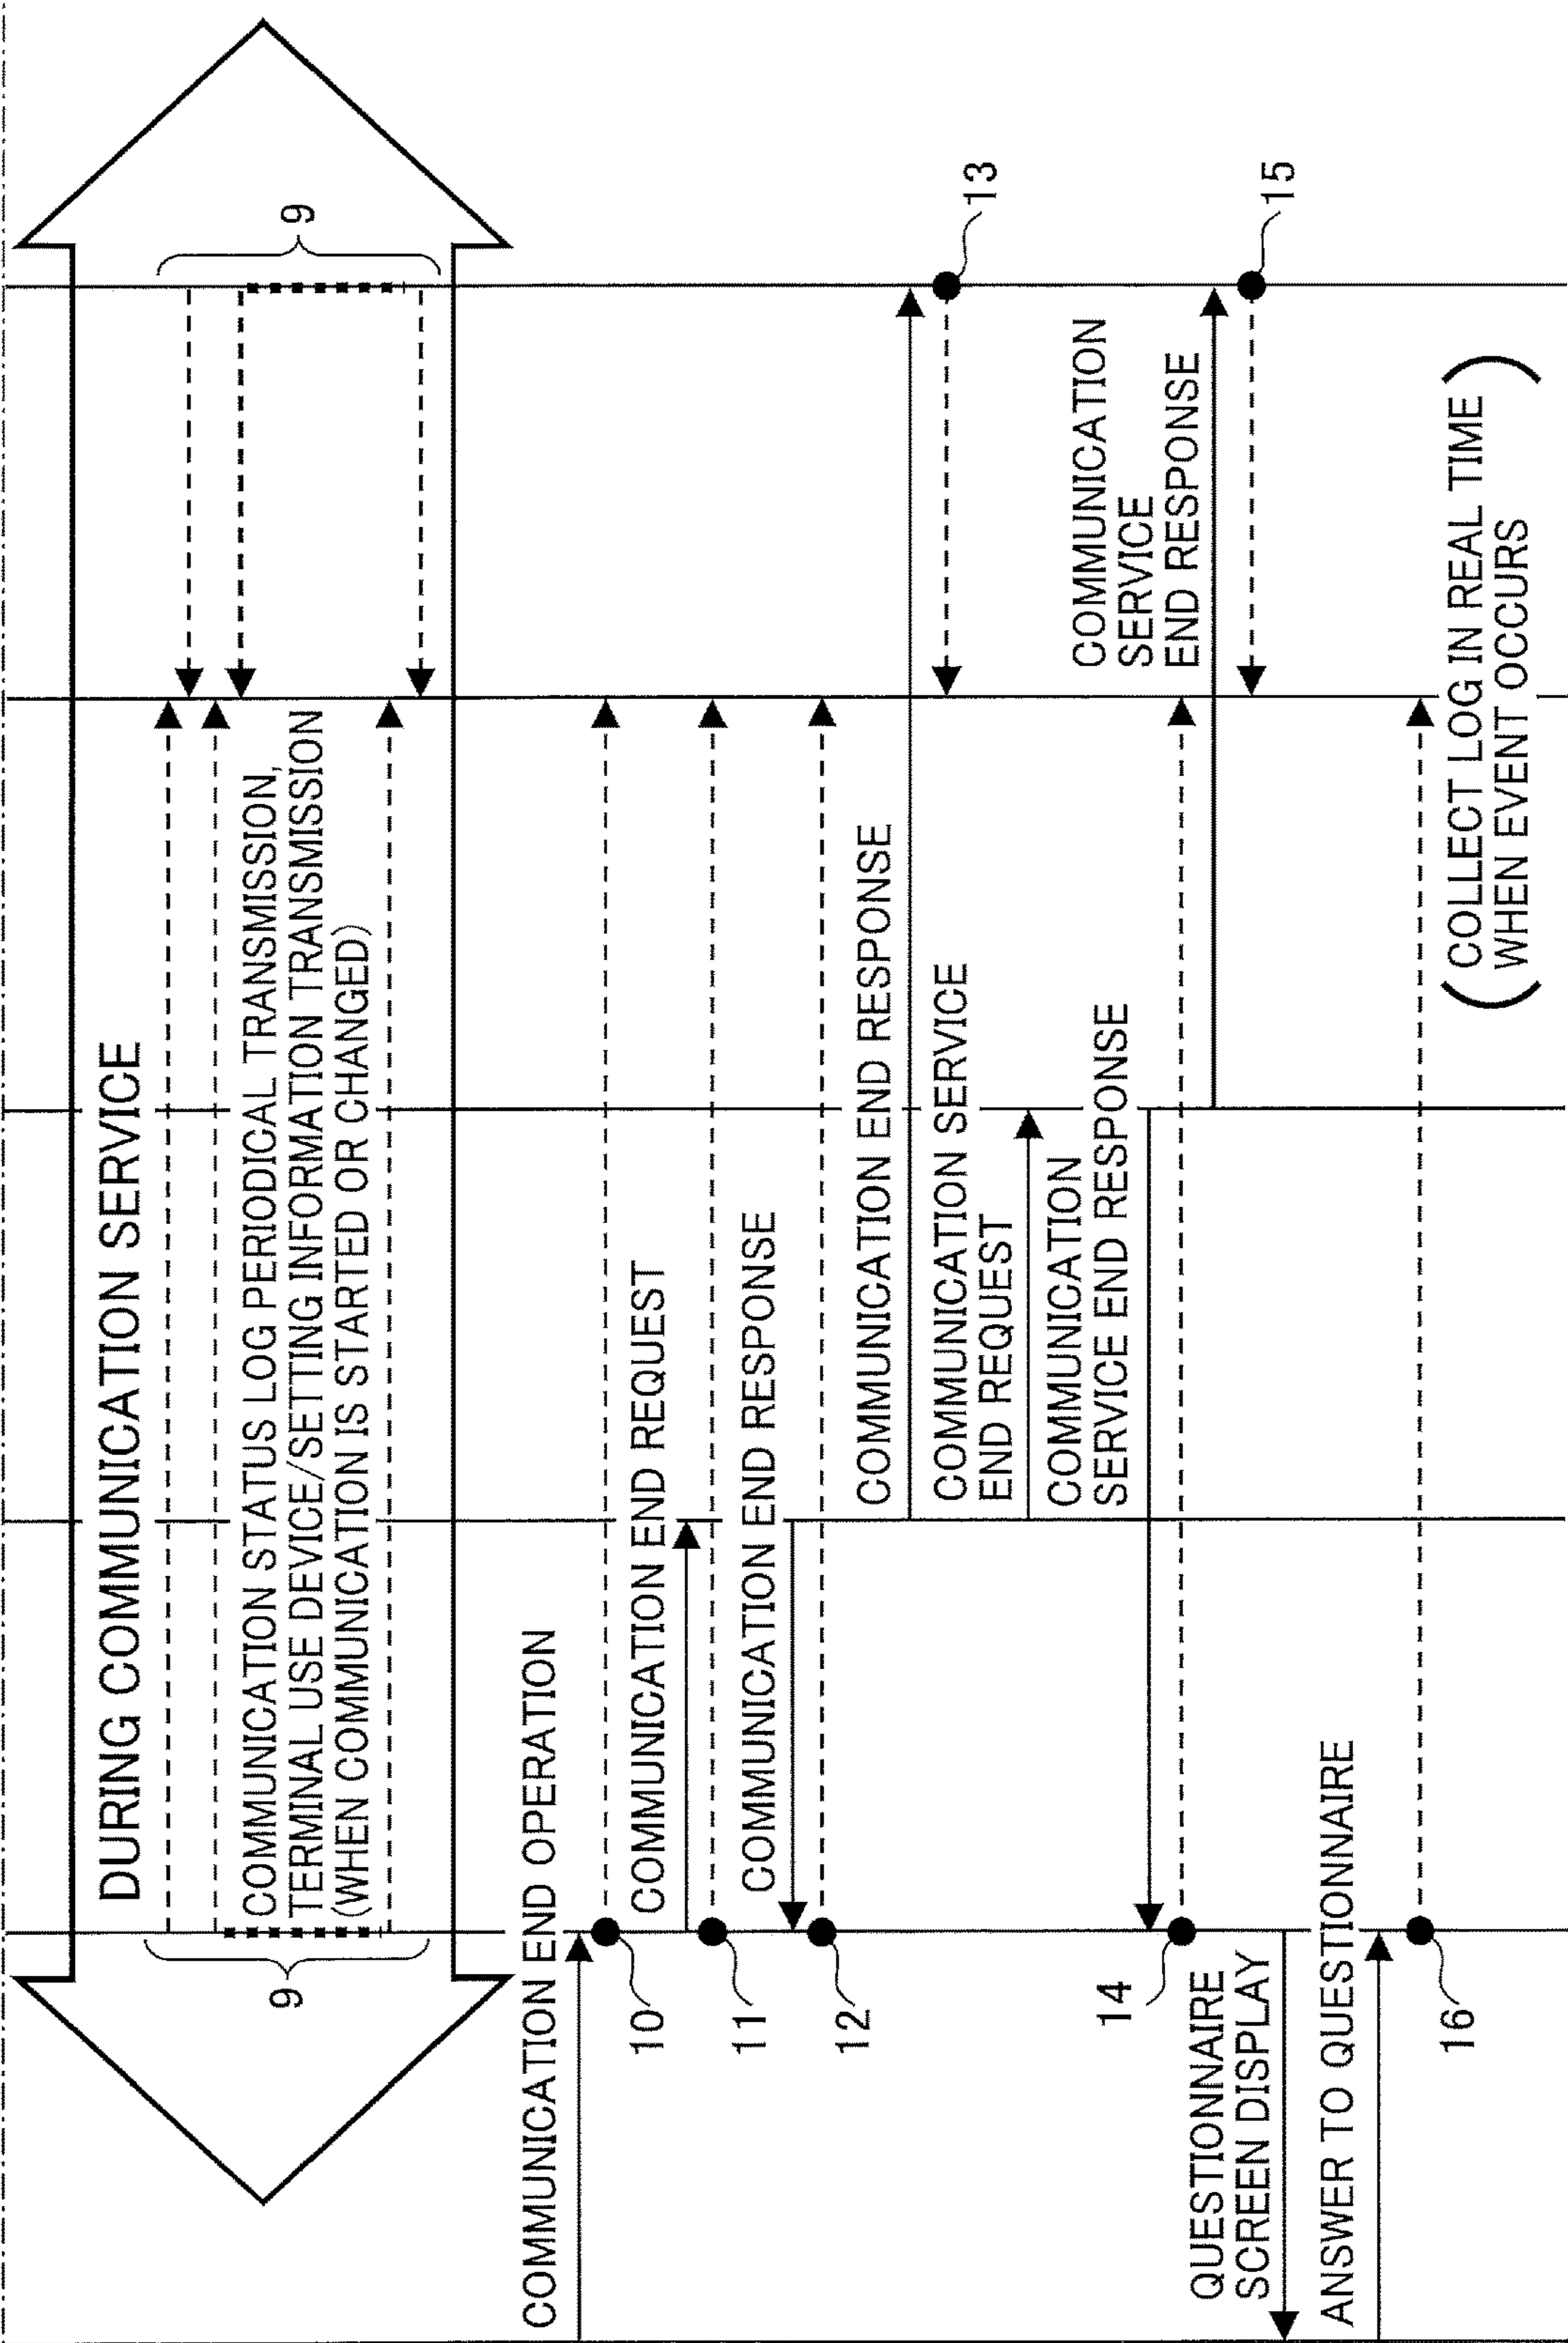 DURING COMMUNICATION SERVICE
9
9
COMMUNICATION STATUS LOG PERIODICAL TRANSMISSION,
TERMINAL USE DEVICE/SETTING INFORMATION TRANSMISSION
(WHEN COMMUNICATION IS STARTED OR CHANGED)
COMMUNICATION END OPERATION
10
COMMUNICATION END REQUEST
11
COMMUNICATION END RESPONSE
12
COMMUNICATION END RESPONSE
13
COMMUNICATION SERVICE
END REQUEST
COMMUNICATION
SERVICE END RESPONSE
14
COMMUNICATION
SERVICE
END RESPONSE
15
QUESTIONNAIRE
SCREEN DISPLAY
ANSWER TO QUESTIONNAIRE
16
(COLLECT LOG IN REAL TIME
WHEN EVENT OCCURS)